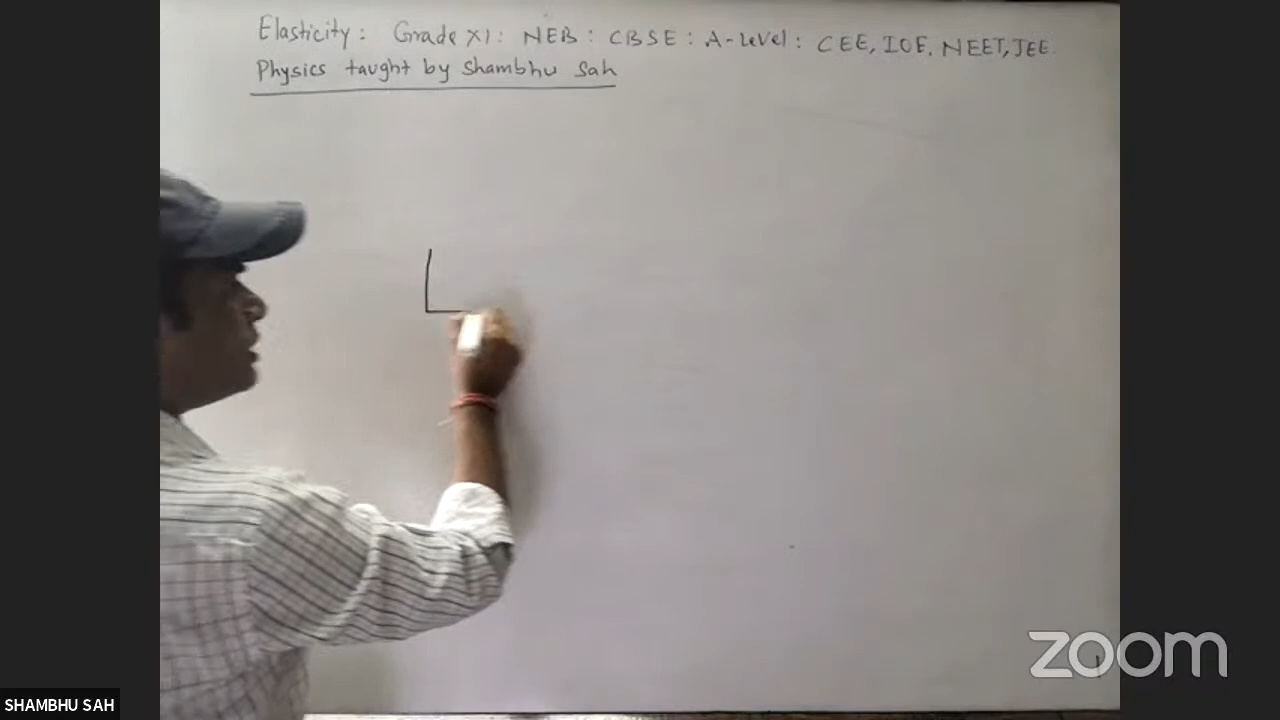 Elasticity: Grade XI: NEB: CBSE: A-Level: CEE, IOE, NEET, JEE
Physics taught by Shambhu Sah
zoom
SHAMBHU SAH